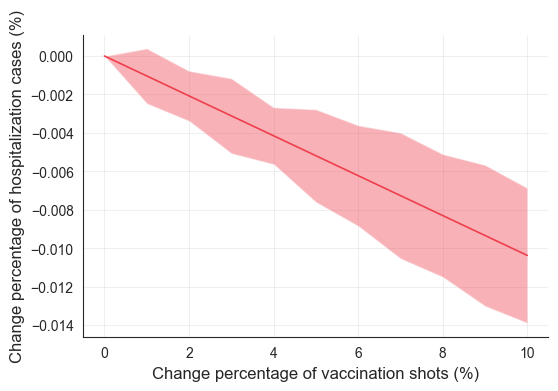 Change percentage of hospitalization cases (%)
0.000
−0.002
−0.004
−0.006
−0.008
−0.010
−0.012
−0.014
0 2 4 6 8 10
Change percentage of vaccination shots (%)